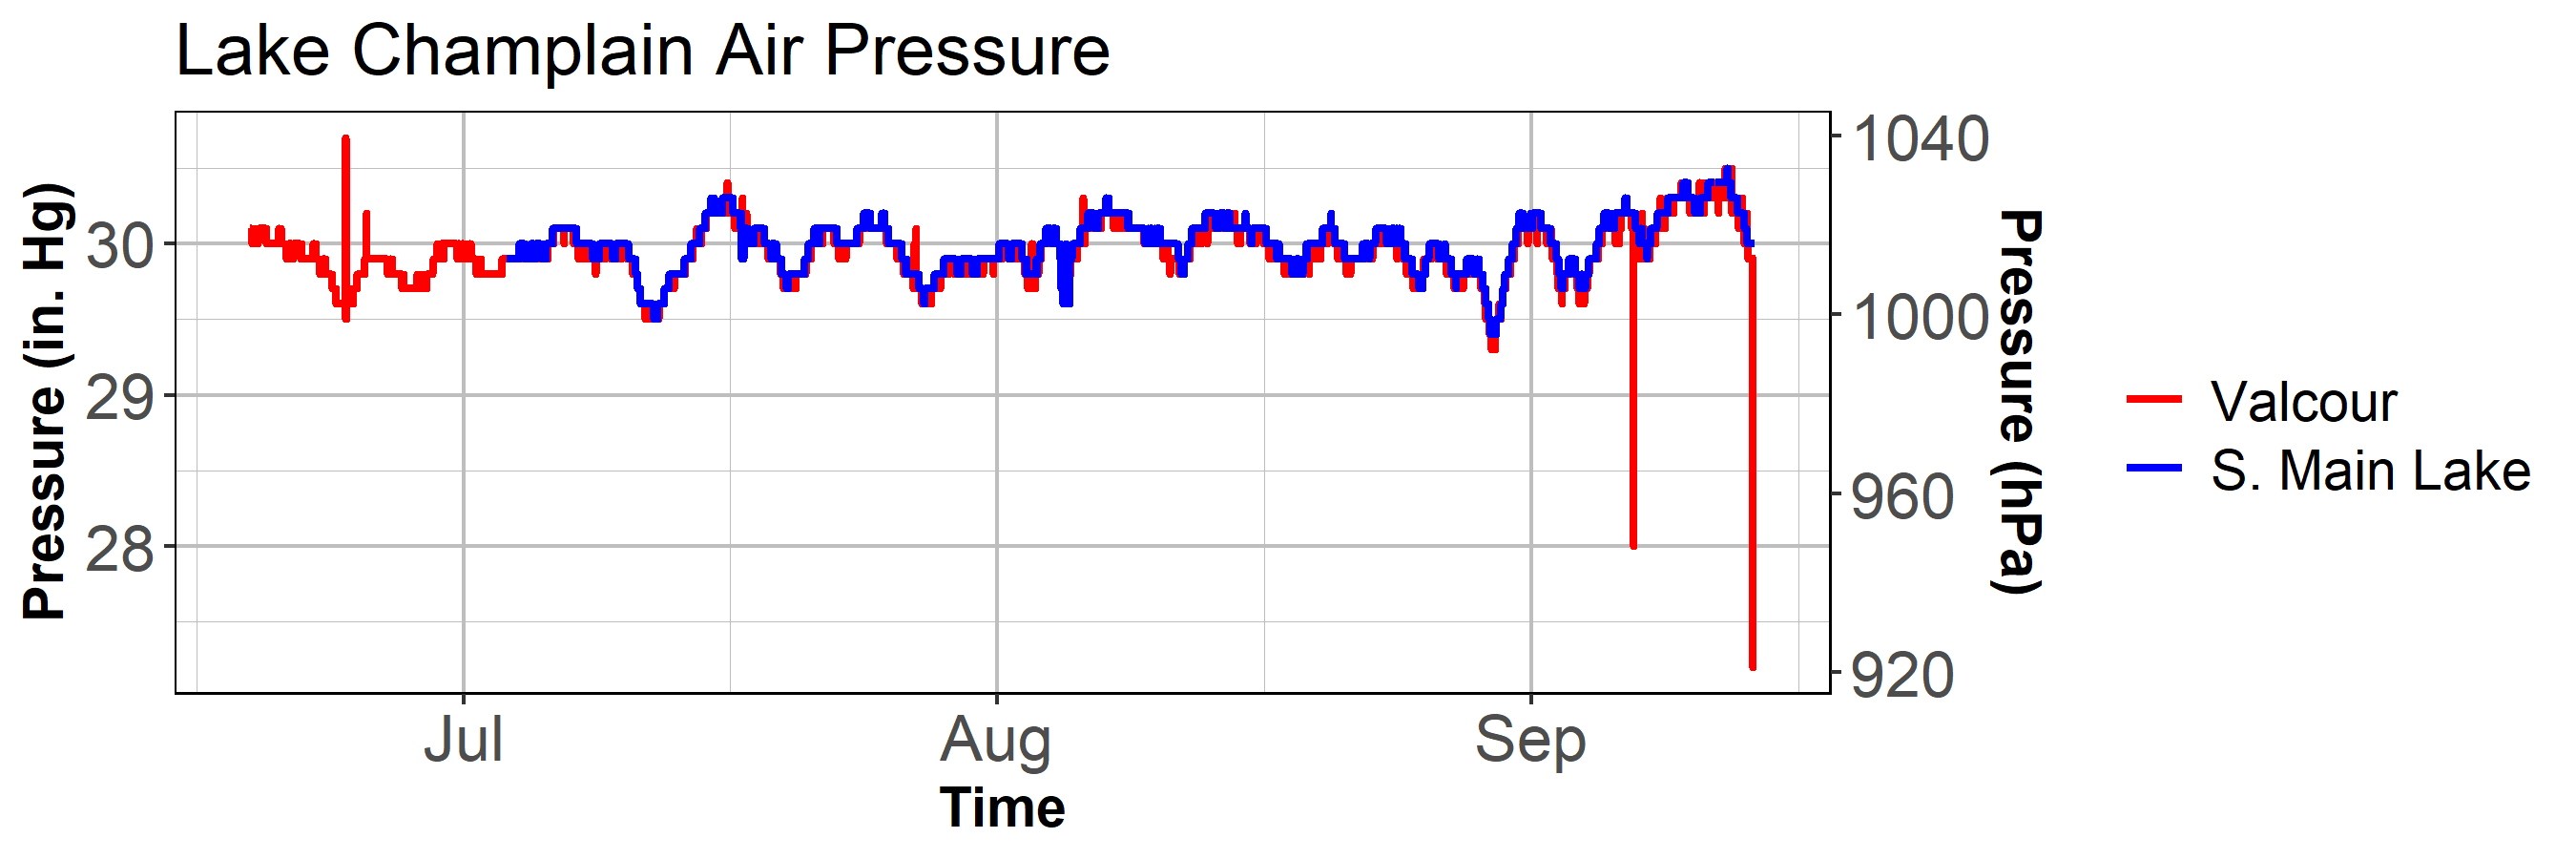 Lake Champlain Air Pressure
Pressure (in. Hg)
30
29
28
1040
1000
960
920
Pressure (hPa)
Jul
Aug
Sep
Time
Valcour
S. Main Lake